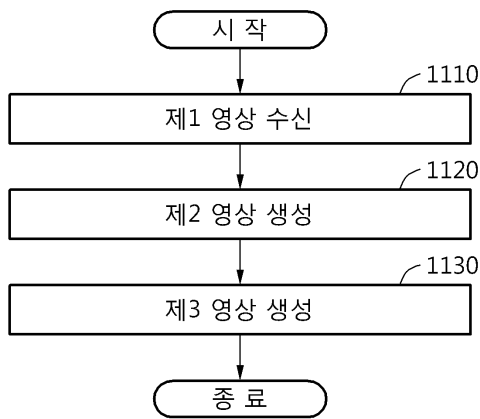 시 작
1110
제1 영상 수신
1120
제2 영상 생성
1130
제3 영상 생성
종 료